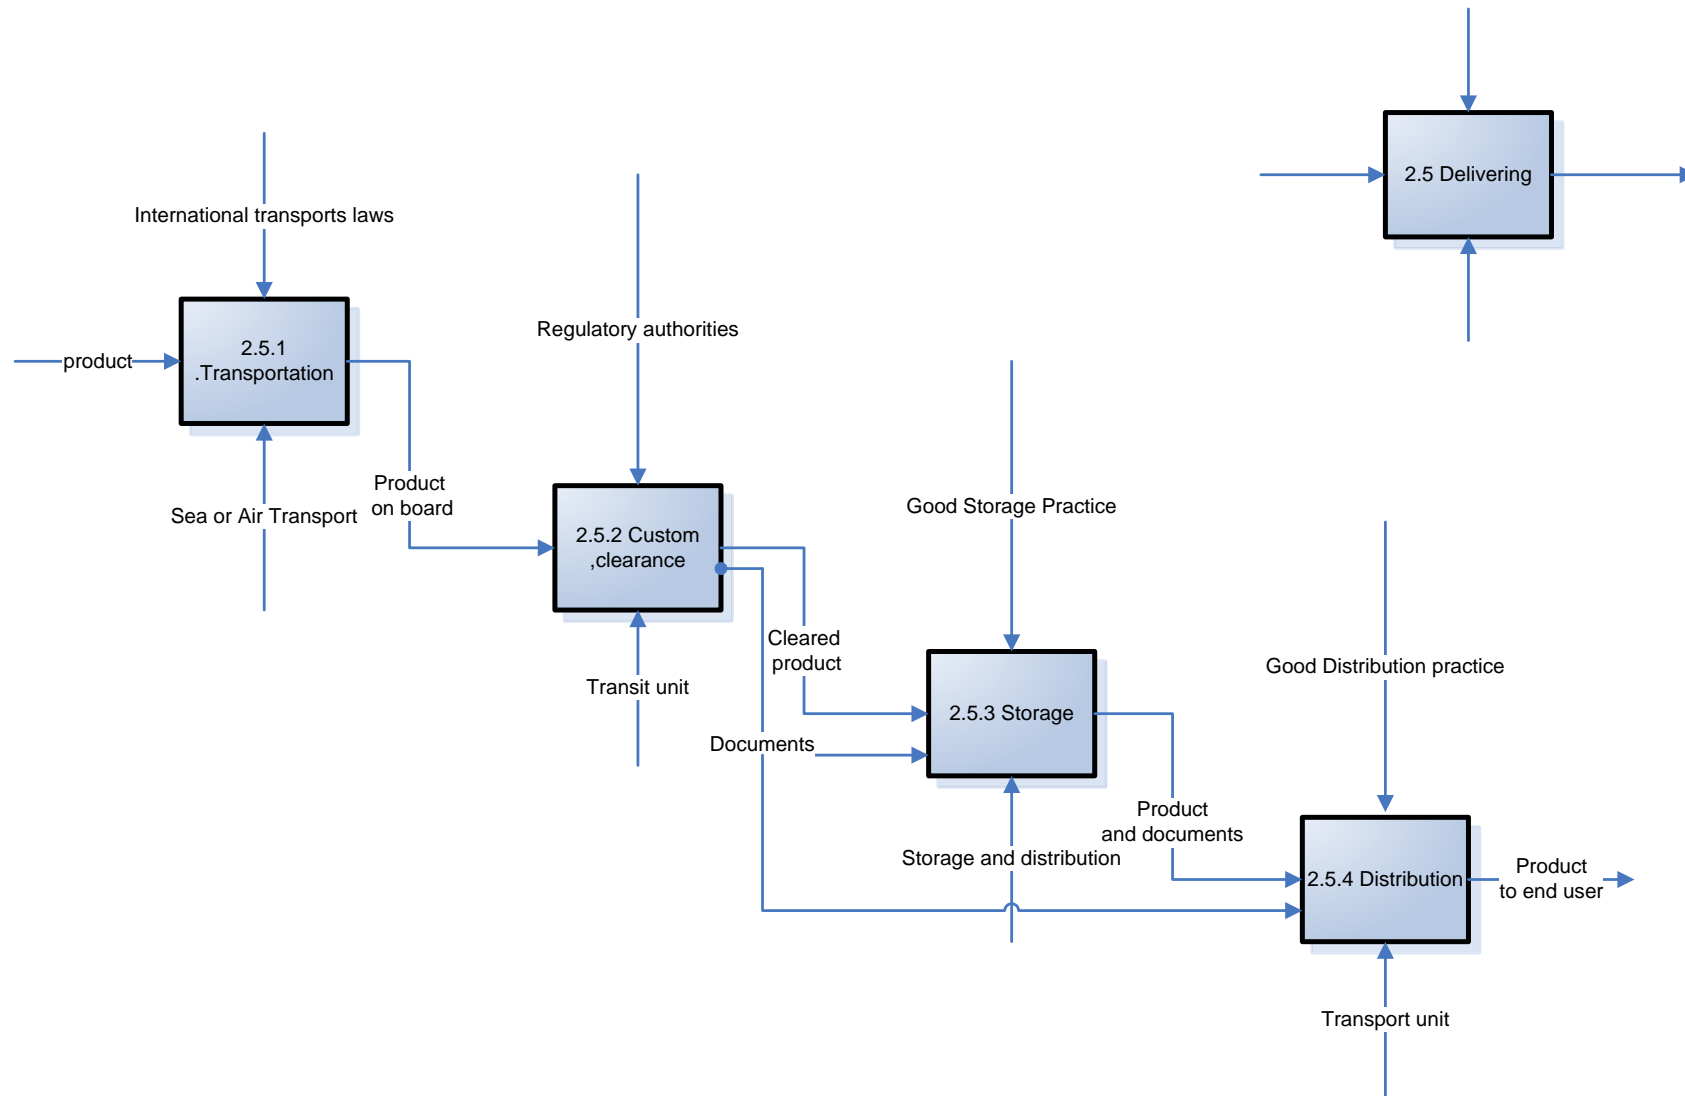 2.5 Delivering
International transports laws
Regulatory authorities
2.5.1
.Transportation
product
Product
on board
Sea or Air Transport
Good Storage Practice
2.5.2 Custom
,clearance
Cleared
product
Good Distribution practice
Transit unit
2.5.3 Storage
Documents
Product
and documents
Storage and distribution
2.5.4 Distribution
Product
to end user
Transport unit